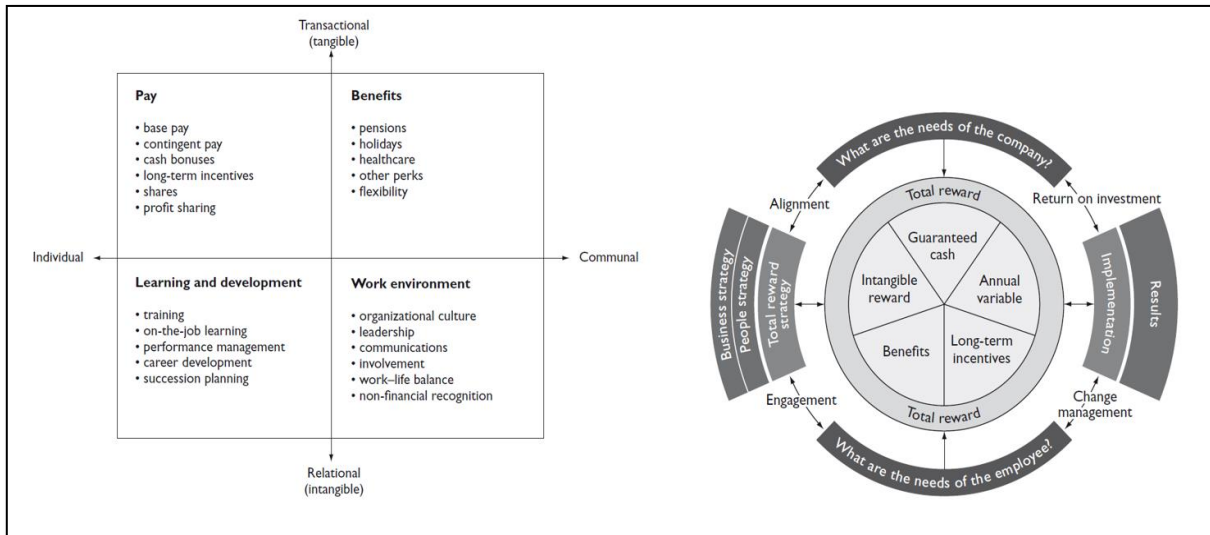 Transactional
(tangible)
Pay
• base pay
• contingent pay
• cash bonuses
• long-term incentives
• shares
• profit sharing
Benefits
• pensions
• holidays
• healthcare
• other perks
• flexibility
Individual
Communal
Learning and development
• training
• on-the-job learning
• performance management
• career development
• succession planning
Work environment
• organizational culture
• leadership
• communications
• involvement
• work–life balance
• non-financial recognition
Relational
(intangible)
What are the needs of the company?
Alignment
Return on investment
Total reward
Guaranteed
cash
Intangible
reward
Annual
variable
Benefits
Long-term
incentives
Total reward
Business strategy
People strategy
Total reward
strategy
Implementation
Results
Engagement
Change
management
What are the needs of the employee?